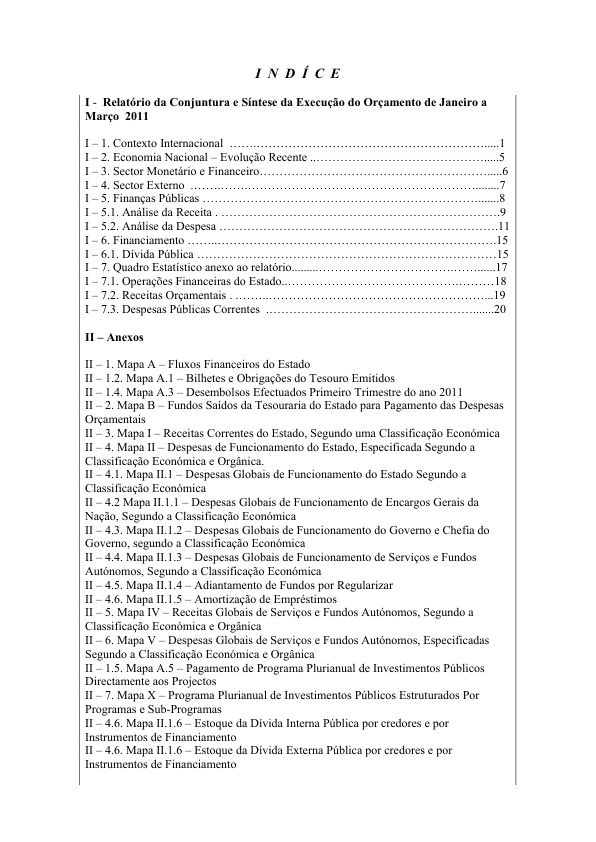 I N D Í C E
I - Relatório da Conjuntura e Síntese da Execução do Orçamento de Janeiro a
Março 2011
I – 1. Contexto Internacional ……………………………………………………….....1
I – 2. Economia Nacional – Evolução Recente ..…………………………………….....5
I – 3. Sector Monetário e Financeiro………………………………………………….....6
I – 4. Sector Externo ……………………………………………………………........7
I – 5. Finanças Públicas …………………………………………………………….......8
I – 5.1. Análise da Receita . ……………………………………………………………9
I – 5.2. Análise da Despesa ……………………………………………………………11
I – 6. Financiamento ……..…………………………………………………………….15
I – 6.1. Dívida Pública …………………………………………………………………15
I – 7. Quadro Estatístico anexo ao relatório.........…………………………….…….......17
I – 7.1. Operações Financeiras do Estado..…………………………………….………18
I – 7.2. Receitas Orçamentais . ……..………………………………………………...19
I – 7.3. Despesas Públicas Correntes ……………………………………………….......20
II – Anexos
II – 1. Mapa A – Fluxos Financeiros do Estado
II – 1.2. Mapa A.1 – Bilhetes e Obrigações do Tesouro Emitidos
II – 1.4. Mapa A.3 – Desembolsos Efectuados Primeiro Trimestre do ano 2011
II – 2. Mapa B – Fundos Saídos da Tesouraria do Estado para Pagamento das Despesas
Orçamentais
II – 3. Mapa I – Receitas Correntes do Estado, Segundo uma Classificação Económica
II – 4. Mapa II – Despesas de Funcionamento do Estado, Especificada Segundo a
Classificação Económica e Orgânica.
II – 4.1. Mapa II.1 – Despesas Globais de Funcionamento do Estado Segundo a
Classificação Económica
II – 4.2 Mapa II.1.1 – Despesas Globais de Funcionamento de Encargos Gerais da
Nação, Segundo a Classificação Económica
II – 4.3. Mapa II.1.2 – Despesas Globais de Funcionamento do Governo e Chefia do
Governo, segundo a Classificação Económica
II – 4.4. Mapa II.1.3 – Despesas Globais de Funcionamento de Serviços e Fundos
Autónomos, Segundo a Classificação Económica
II – 4.5. Mapa II.1.4 – Adiantamento de Fundos por Regularizar
II – 4.6. Mapa II.1.5 – Amortização de Empréstimos
II – 5. Mapa IV – Receitas Globais de Serviços e Fundos Autónomos, Segundo a
Classificação Económica e Orgânica
II – 6. Mapa V – Despesas Globais de Serviços e Fundos Autónomos, Especificadas
Segundo a Classificação Económica e Orgânica
II – 1.5. Mapa A.5 – Pagamento de Programa Plurianual de Investimentos Públicos
Directamente aos Projectos
II – 7. Mapa X – Programa Plurianual de Investimentos Públicos Estruturados Por
Programas e Sub-Programas
II – 4.6. Mapa II.1.6 – Estoque da Dívida Interna Pública por credores e por
Instrumentos de Financiamento
II – 4.6. Mapa II.1.6 – Estoque da Dívida Externa Pública por credores e por
Instrumentos de Financiamento